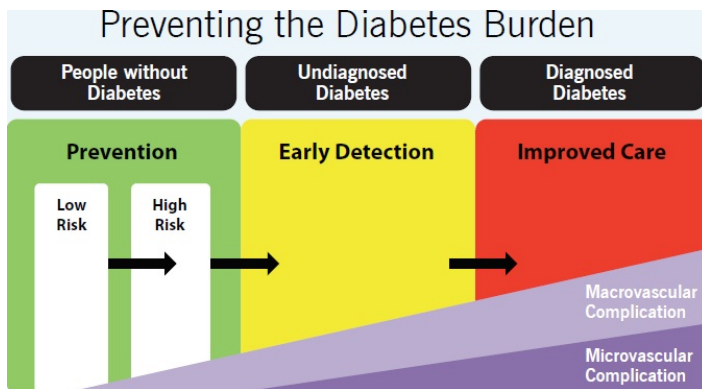 Preventing the Diabetes Burden
People without
Diabetes
Undiagnosed
Diabetes
Diagnosed
Diabetes
Prevention
Early Detection
Improved Care
Low
Risk
High
Risk
Macrovascular
Complication
Microvascular
Complication